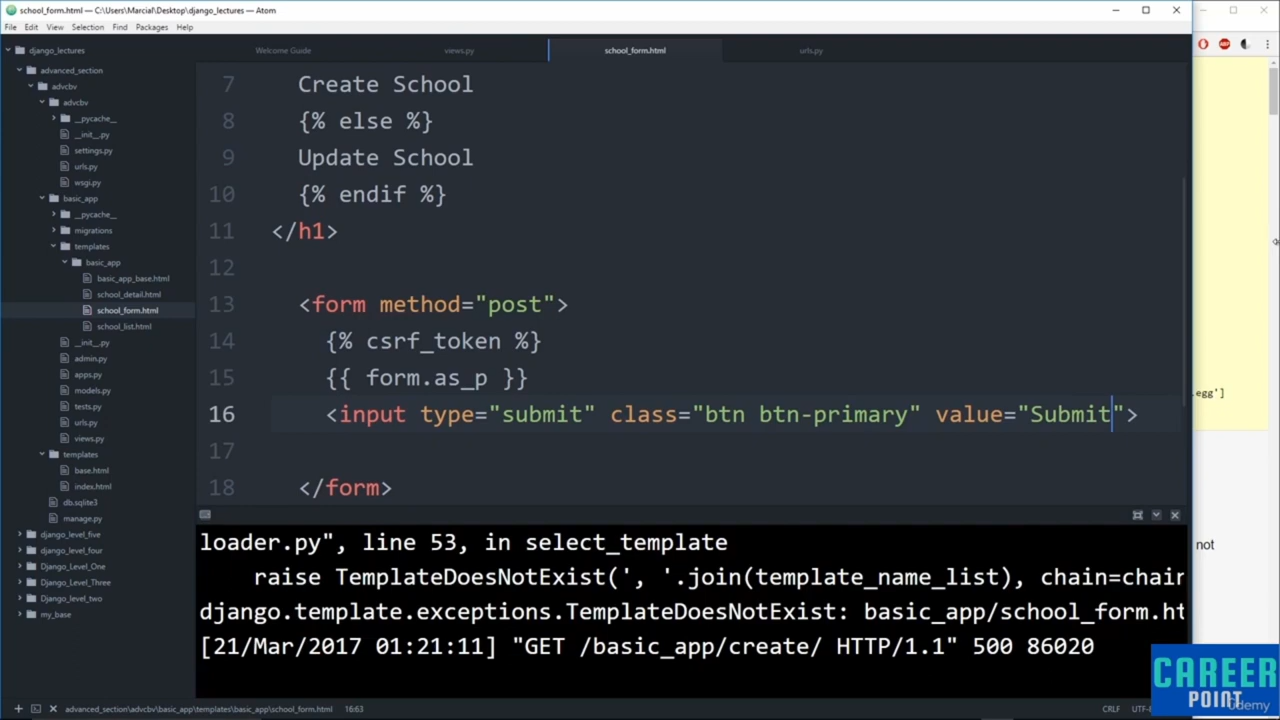 school_form.html — C:\Users\Marcial\Desktop\django_lectures — Atom
File Edit View Selection Find Packages Help
django_lectures
advanced_section
advcbv
advcbv
__pycache__
__init__.py
settings.py
urls.py
wsgi.py
basic_app
__pycache__
migrations
templates
basic_app
basic_app_base.html
school_detail.html
school_form.html
school_list.html
__init__.py
admin.py
apps.py
models.py
tests.py
urls.py
views.py
templates
base.html
index.html
db.sqlite3
manage.py
django_level_five
django_level_four
Django_level_One
Django_Level_Three
Django_level_two
my_base
Welcome Guide views.py school_form.html urls.py
7 Create School
8 {% else %}
9 Update School
10 {% endif %}
11 </h1>
12
13 <form method="post">
14 {% csrf_token %}
15 {{ form.as_p }}
16 <input type="submit" class="btn btn-primary" value="Submit">
17
18 </form>
loader.py", line 53, in select_template
raise TemplateDoesNotExist(', '.join(template_name_list), chain=chain
django.template.exceptions.TemplateDoesNotExist: basic_app/school_form.ht
[21/Mar/2017 01:21:11] "GET /basic_app/create/ HTTP/1.1" 500 86020
advanced_section\advcbv\basic_app\templates\basic_app\school_form.html 16:63 CRLF UTF-
ABP
.egg']
not
CAREER
POINT
udemy